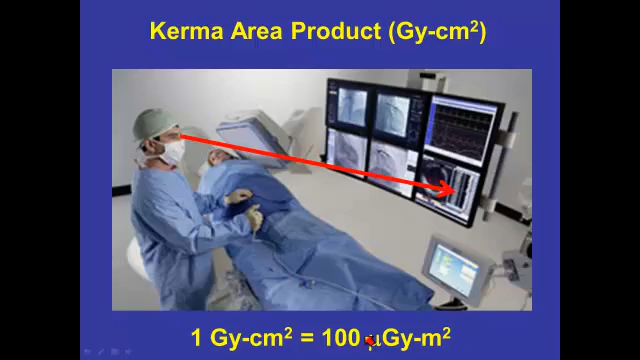 Kerma Area Product (Gy-cm²)
1 Gy-cm² = 100 μGy-m²